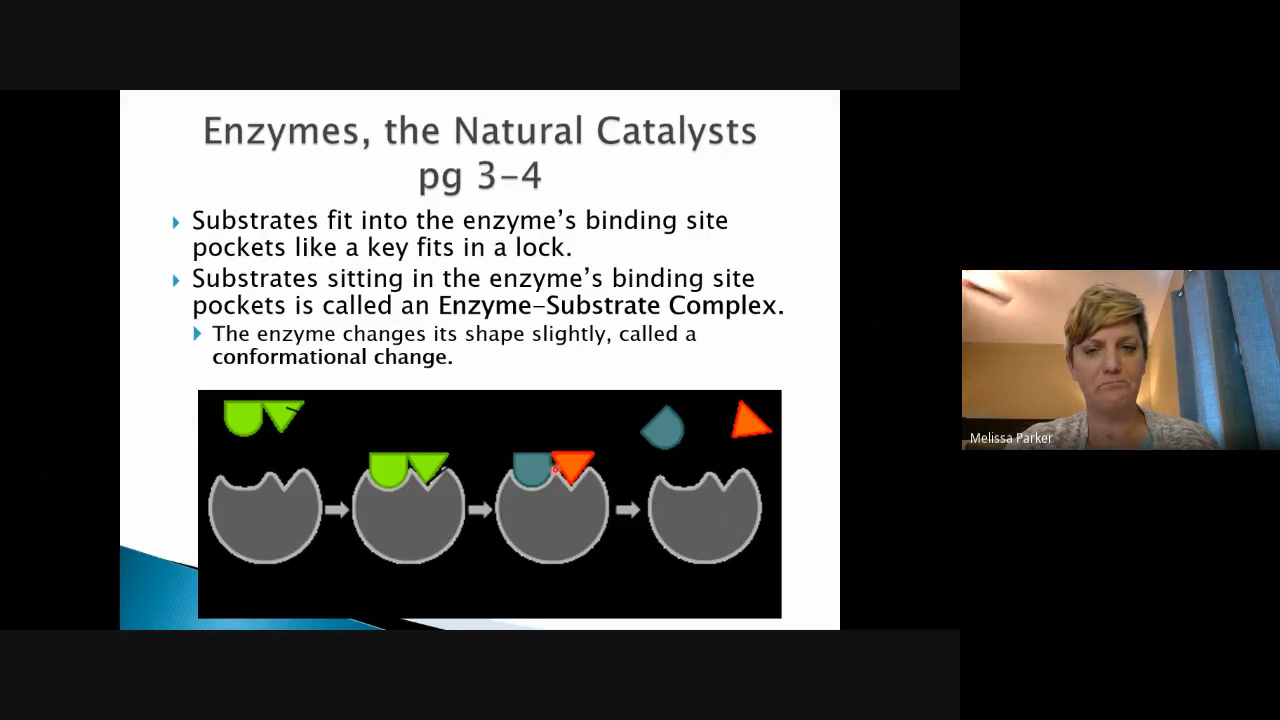 Enzymes, the Natural Catalysts
pg 3-4
Substrates fit into the enzyme's binding site
pockets like a key fits in a lock.
Substrates sitting in the enzyme's binding site
pockets is called an Enzyme-Substrate Complex.
The enzyme changes its shape slightly, called a
conformational change.
Melissa Parker